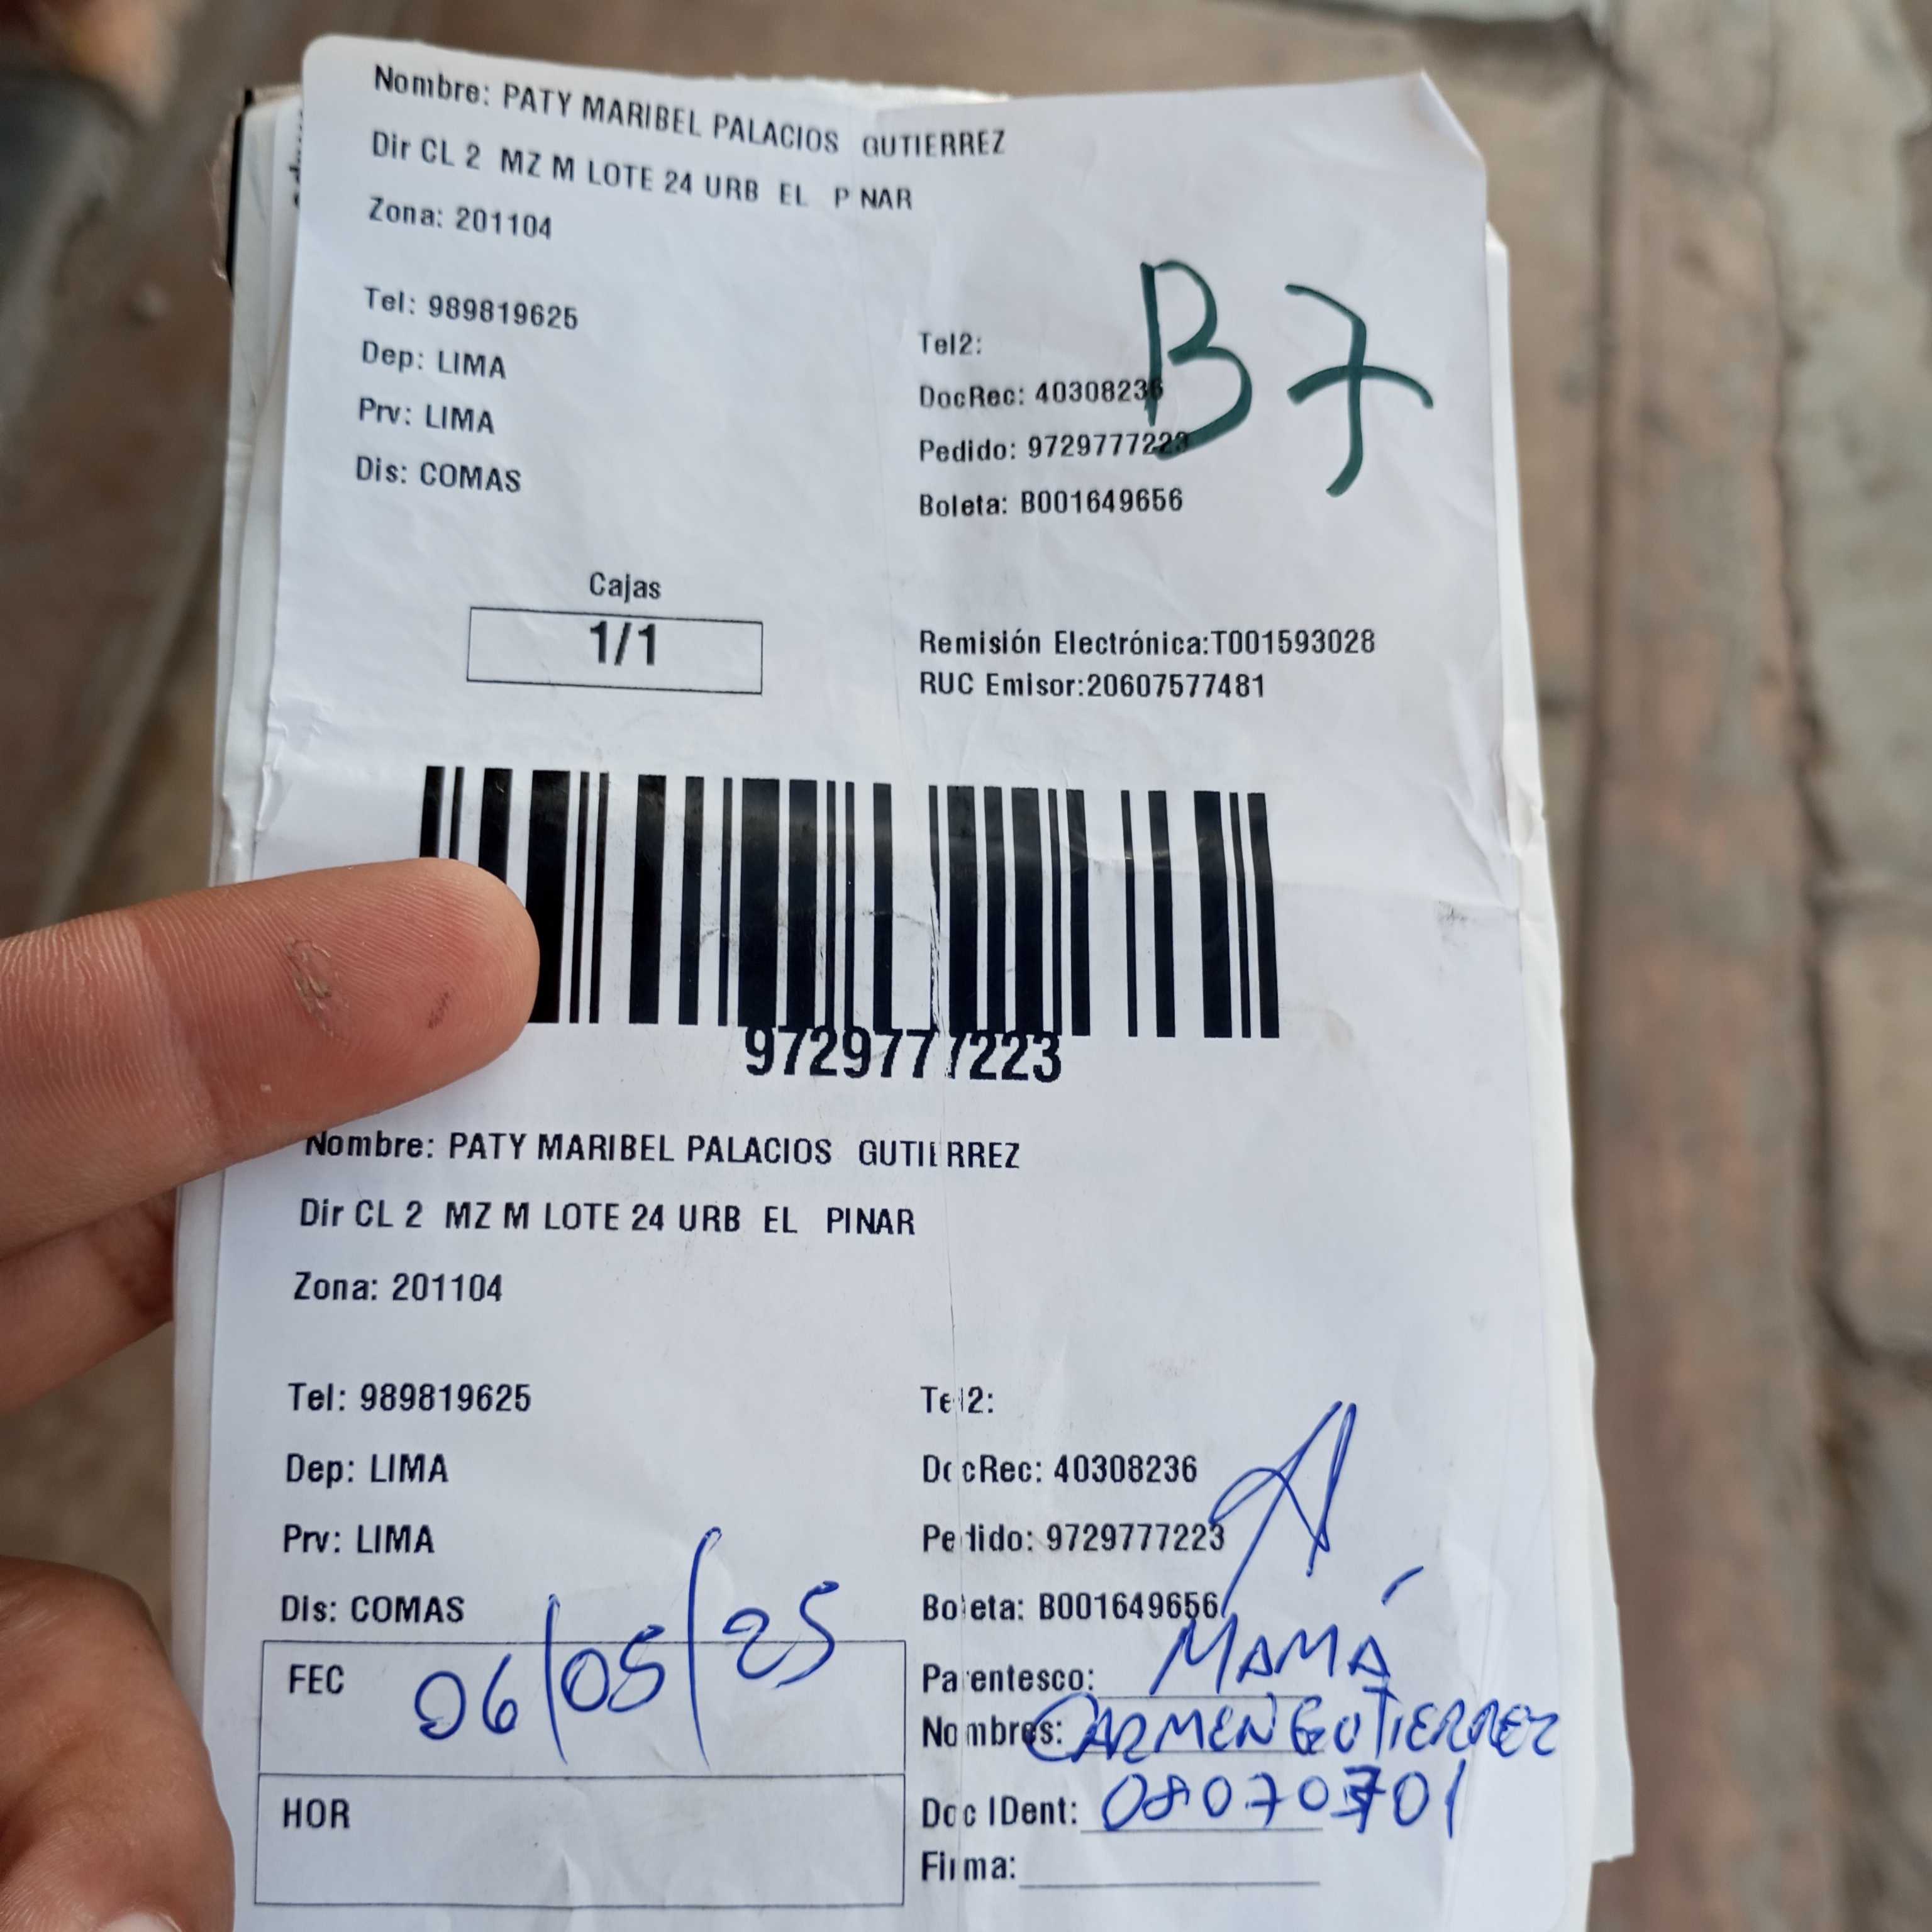 Nombre: PATY MARIBEL PALACIOS GUTIERREZ
Dir CL 2 MZ M LOTE 24 URB EL P NAR
Zona: 201104
Tel: 989819625
Tel2:
Dep: LIMA
DocRec: 40308236
Prv: LIMA
Pedido: 9729777223
Dis: COMAS
Boleta: B001649656
B7
Cajas
1/1
Remisión Electrónica:T001593028
RUC Emisor:20607577481
9729777223
Nombre: PATY MARIBEL PALACIOS GUTIERREZ
Dir CL 2 MZ M LOTE 24 URB EL PINAR
Zona: 201104
Tel: 989819625
Tel2:
Dep: LIMA
DocRec: 40308236
Prv: LIMA
Pedido: 9729777223
Dis: COMAS
Boleta: B001649656
FEC 06/05/25
Parentesco: MAMÁ
Nombres: CARMEN GUTIERREZ
HOR
Doc IDent: 08070701
Firma: